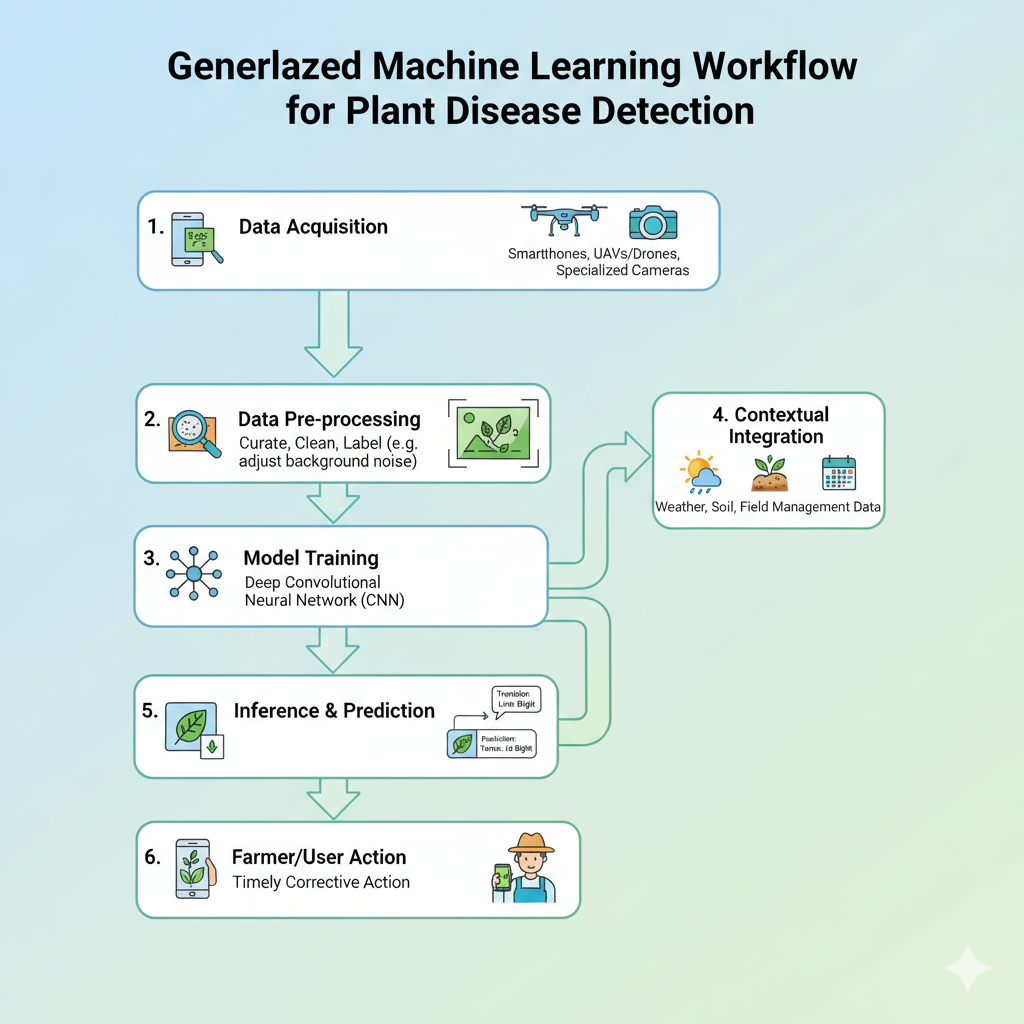 Generlazed Machine Learning Workflow
for Plant Disease Detection
1.
Data Acquisition
Smartthones, UAVs/Drones,
Specialized Cameras
2.
Data Pre-processing
Curate, Clean, Label (e.g.
adjust background noise)
4. Contextual
Integration
Weather, Soil, Field Management Data
3.
Model Training
Deep Convolutional
Neural Network (CNN)
5.
Inference & Prediction
6.
Farmer/User Action
Timely Corrective Action